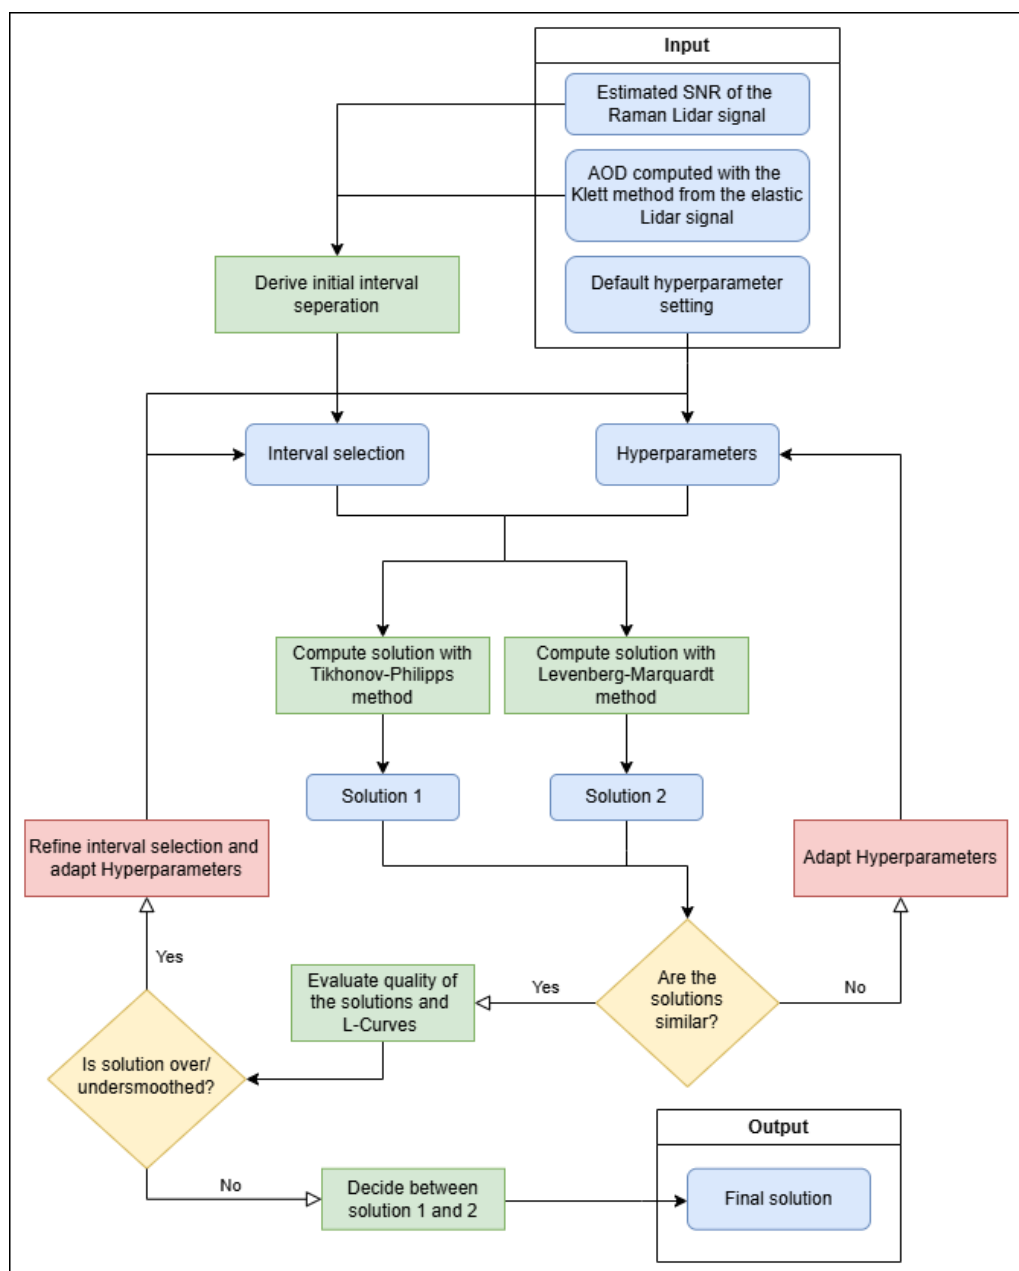 Input
Estimated SNR of the
Raman Lidar signal
AOD computed with the
Klett method from the elastic
Lidar signal
Default hyperparameter
setting
Derive initial interval
seperation
Interval selection
Hyperparameters
Compute solution with
Tikhonov-Philipps
method
Compute solution with
Levenberg-Marquardt
method
Solution 1
Solution 2
Refine interval selection and
adapt Hyperparameters
Adapt Hyperparameters
Are the
solutions
similar?
Yes
No
Evaluate quality of
the solutions and
L-Curves
Yes
Is solution over/
undersmoothed?
No
Decide between
solution 1 and 2
Output
Final solution